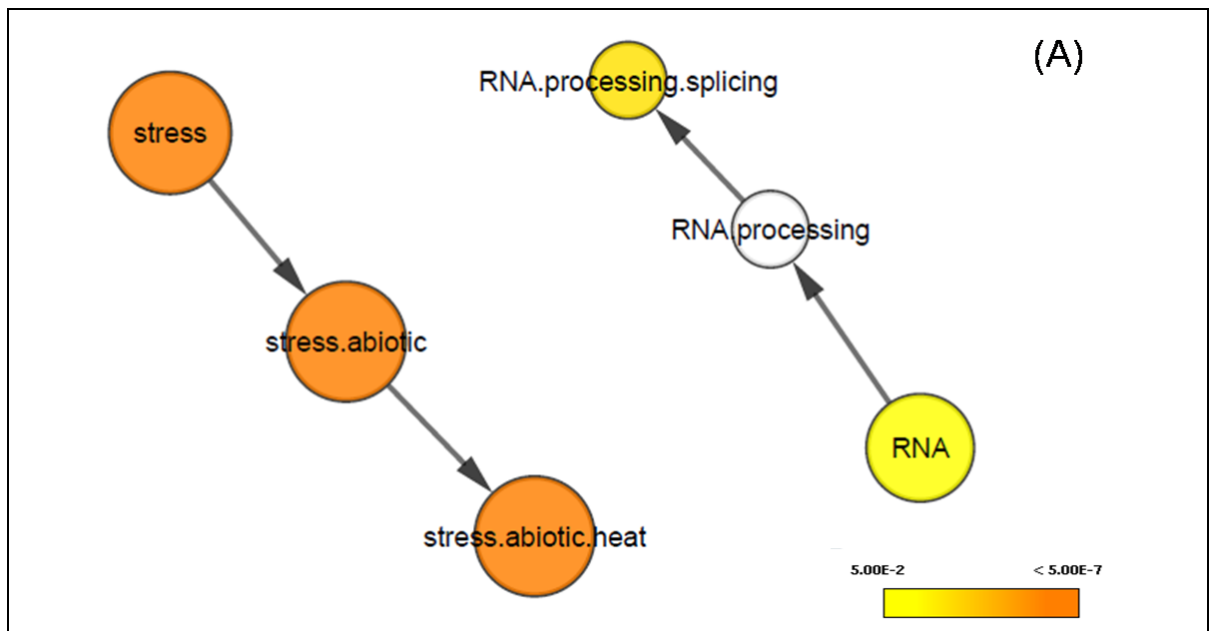 (A)
RNA.processing.splicing
stress
RNA.processing
stress.abiotic
RNA
stress.abiotic.heat
5.00E-2
< 5.00E-7